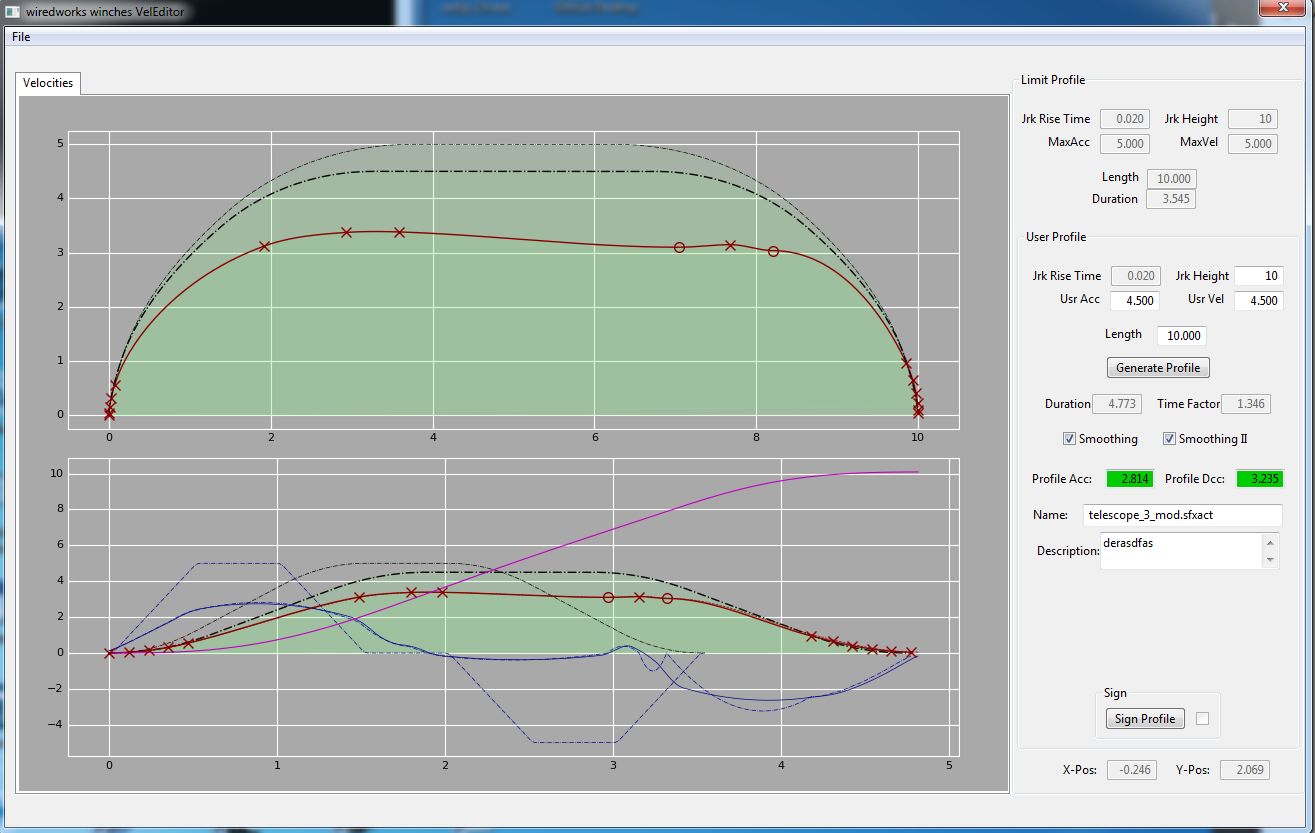 wiredworks winches VelEditor
File
Velocities
5
4
3
2
1
0
0 2 4 6 8 10
10
8
6
4
2
0
−2
−4
0 1 2 3 4 5
Limit Profile
Jrk Rise Time 0.020 Jrk Height 10
MaxAcc 5.000 MaxVel 5.000
Length 10.000
Duration 3.545
User Profile
Jrk Rise Time 0.020 Jrk Height 10
Usr Acc 4.500 Usr Vel 4.500
Length 10.000
Generate Profile
Duration 4.773 Time Factor 1.346
Smoothing Smoothing II
Profile Acc: 2.814 Profile Dcc: 3.235
Name: telescope_3_mod.sfxact
Description: derasdfas
Sign
Sign Profile
X-Pos: -0.246 Y-Pos: 2.069